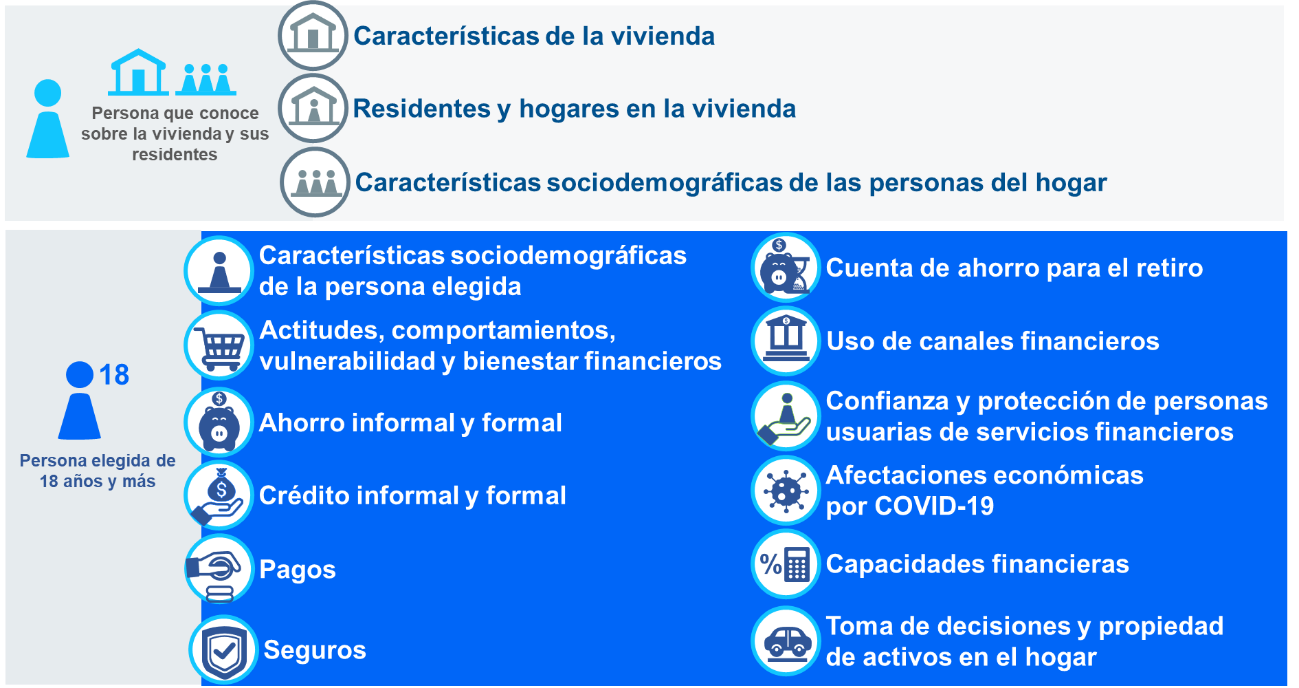 Persona que conoce
sobre la vivienda y sus
residentes
Características de la vivienda
Residentes y hogares en la vivienda
Características sociodemográficas de las personas del hogar
18
Persona elegida de
18 años y más
Características sociodemográficas
de la persona elegida
Actitudes, comportamientos,
vulnerabilidad y bienestar financieros
$
Ahorro informal y formal
$
Crédito informal y formal
Pagos
Seguros
$
Cuenta de ahorro para el retiro
$
Uso de canales financieros
Confianza y protección de personas
usuarias de servicios financieros
Afectaciones económicas
por COVID-19
%
Capacidades financieras
Toma de decisiones y propiedad
de activos en el hogar